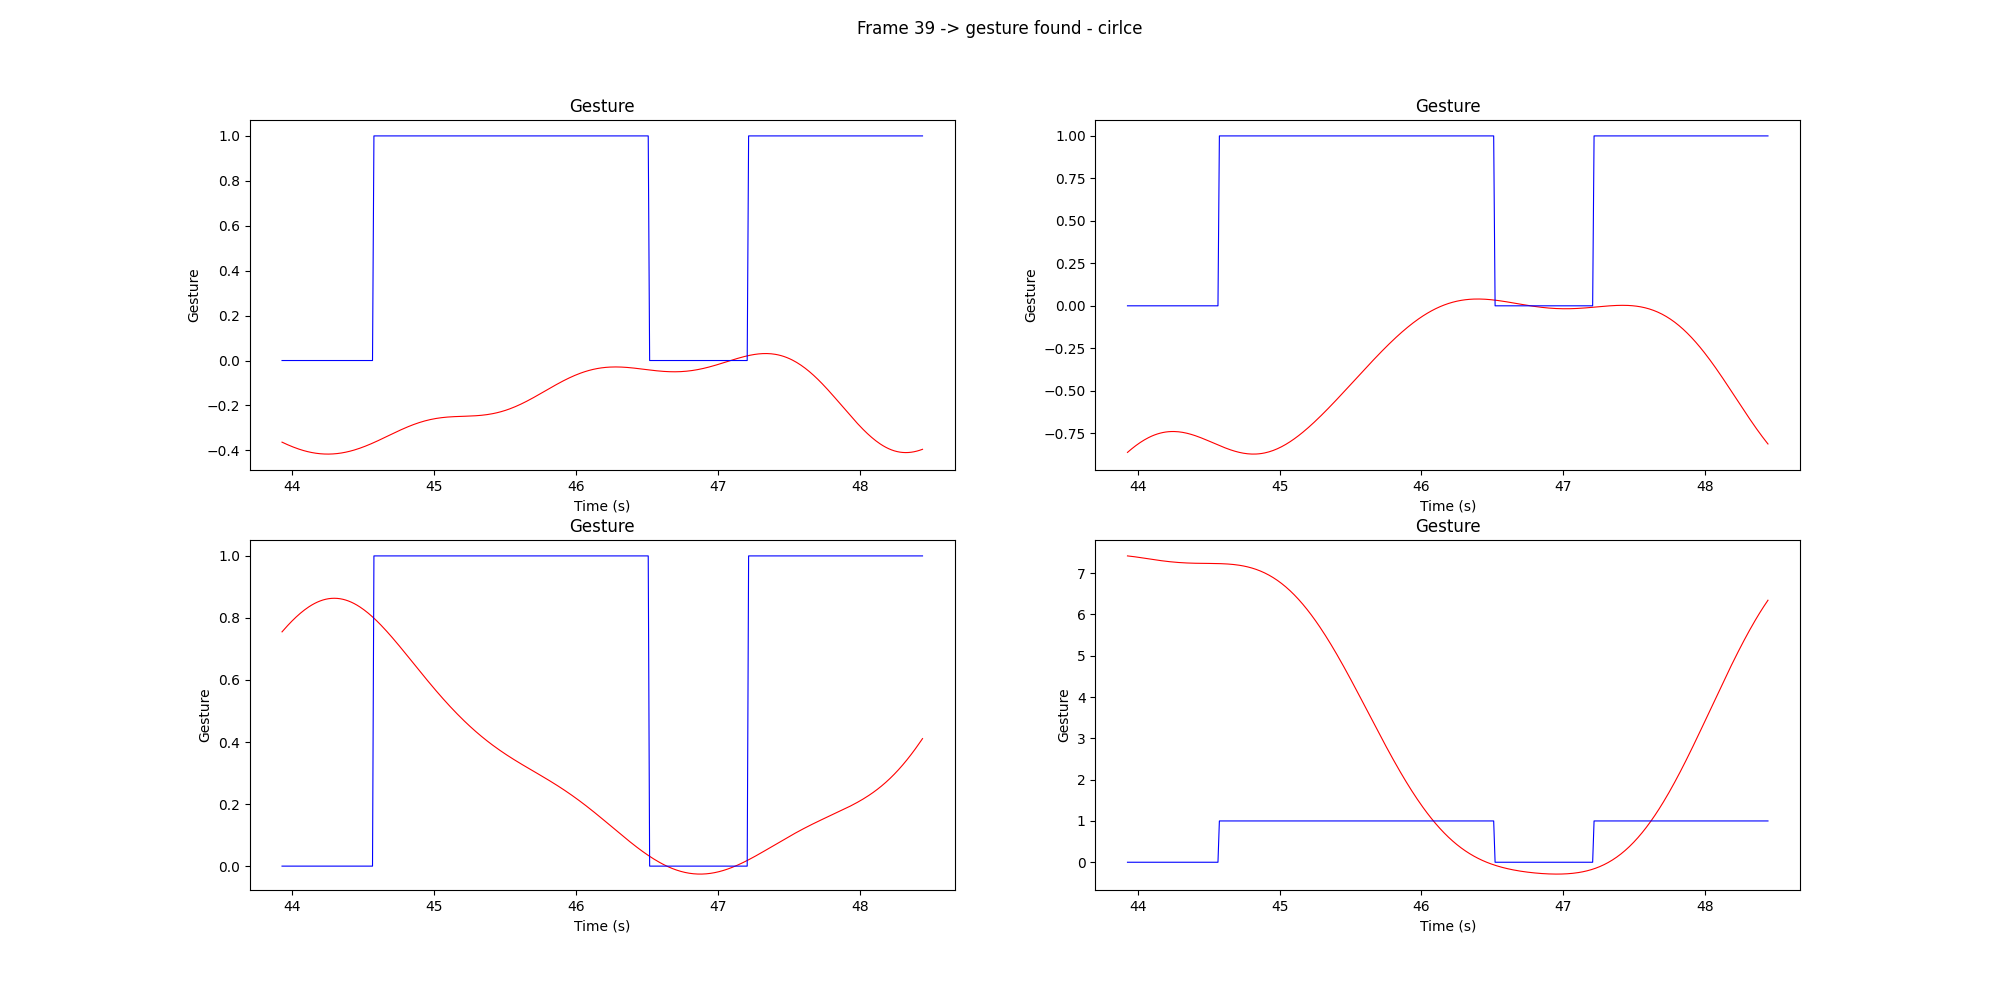 Frame 39 -> gesture found - cirlce
Gesture
1.0
0.8
0.6
0.4
0.2
0.0
−0.2
−0.4
Gesture
44 45 46 47 48
Time (s)
Gesture
1.00
0.75
0.50
0.25
0.00
−0.25
−0.50
−0.75
Gesture
44 45 46 47 48
Time (s)
Gesture
1.0
0.8
0.6
0.4
0.2
0.0
Gesture
44 45 46 47 48
Time (s)
Gesture
7
6
5
4
3
2
1
0
Gesture
44 45 46 47 48
Time (s)